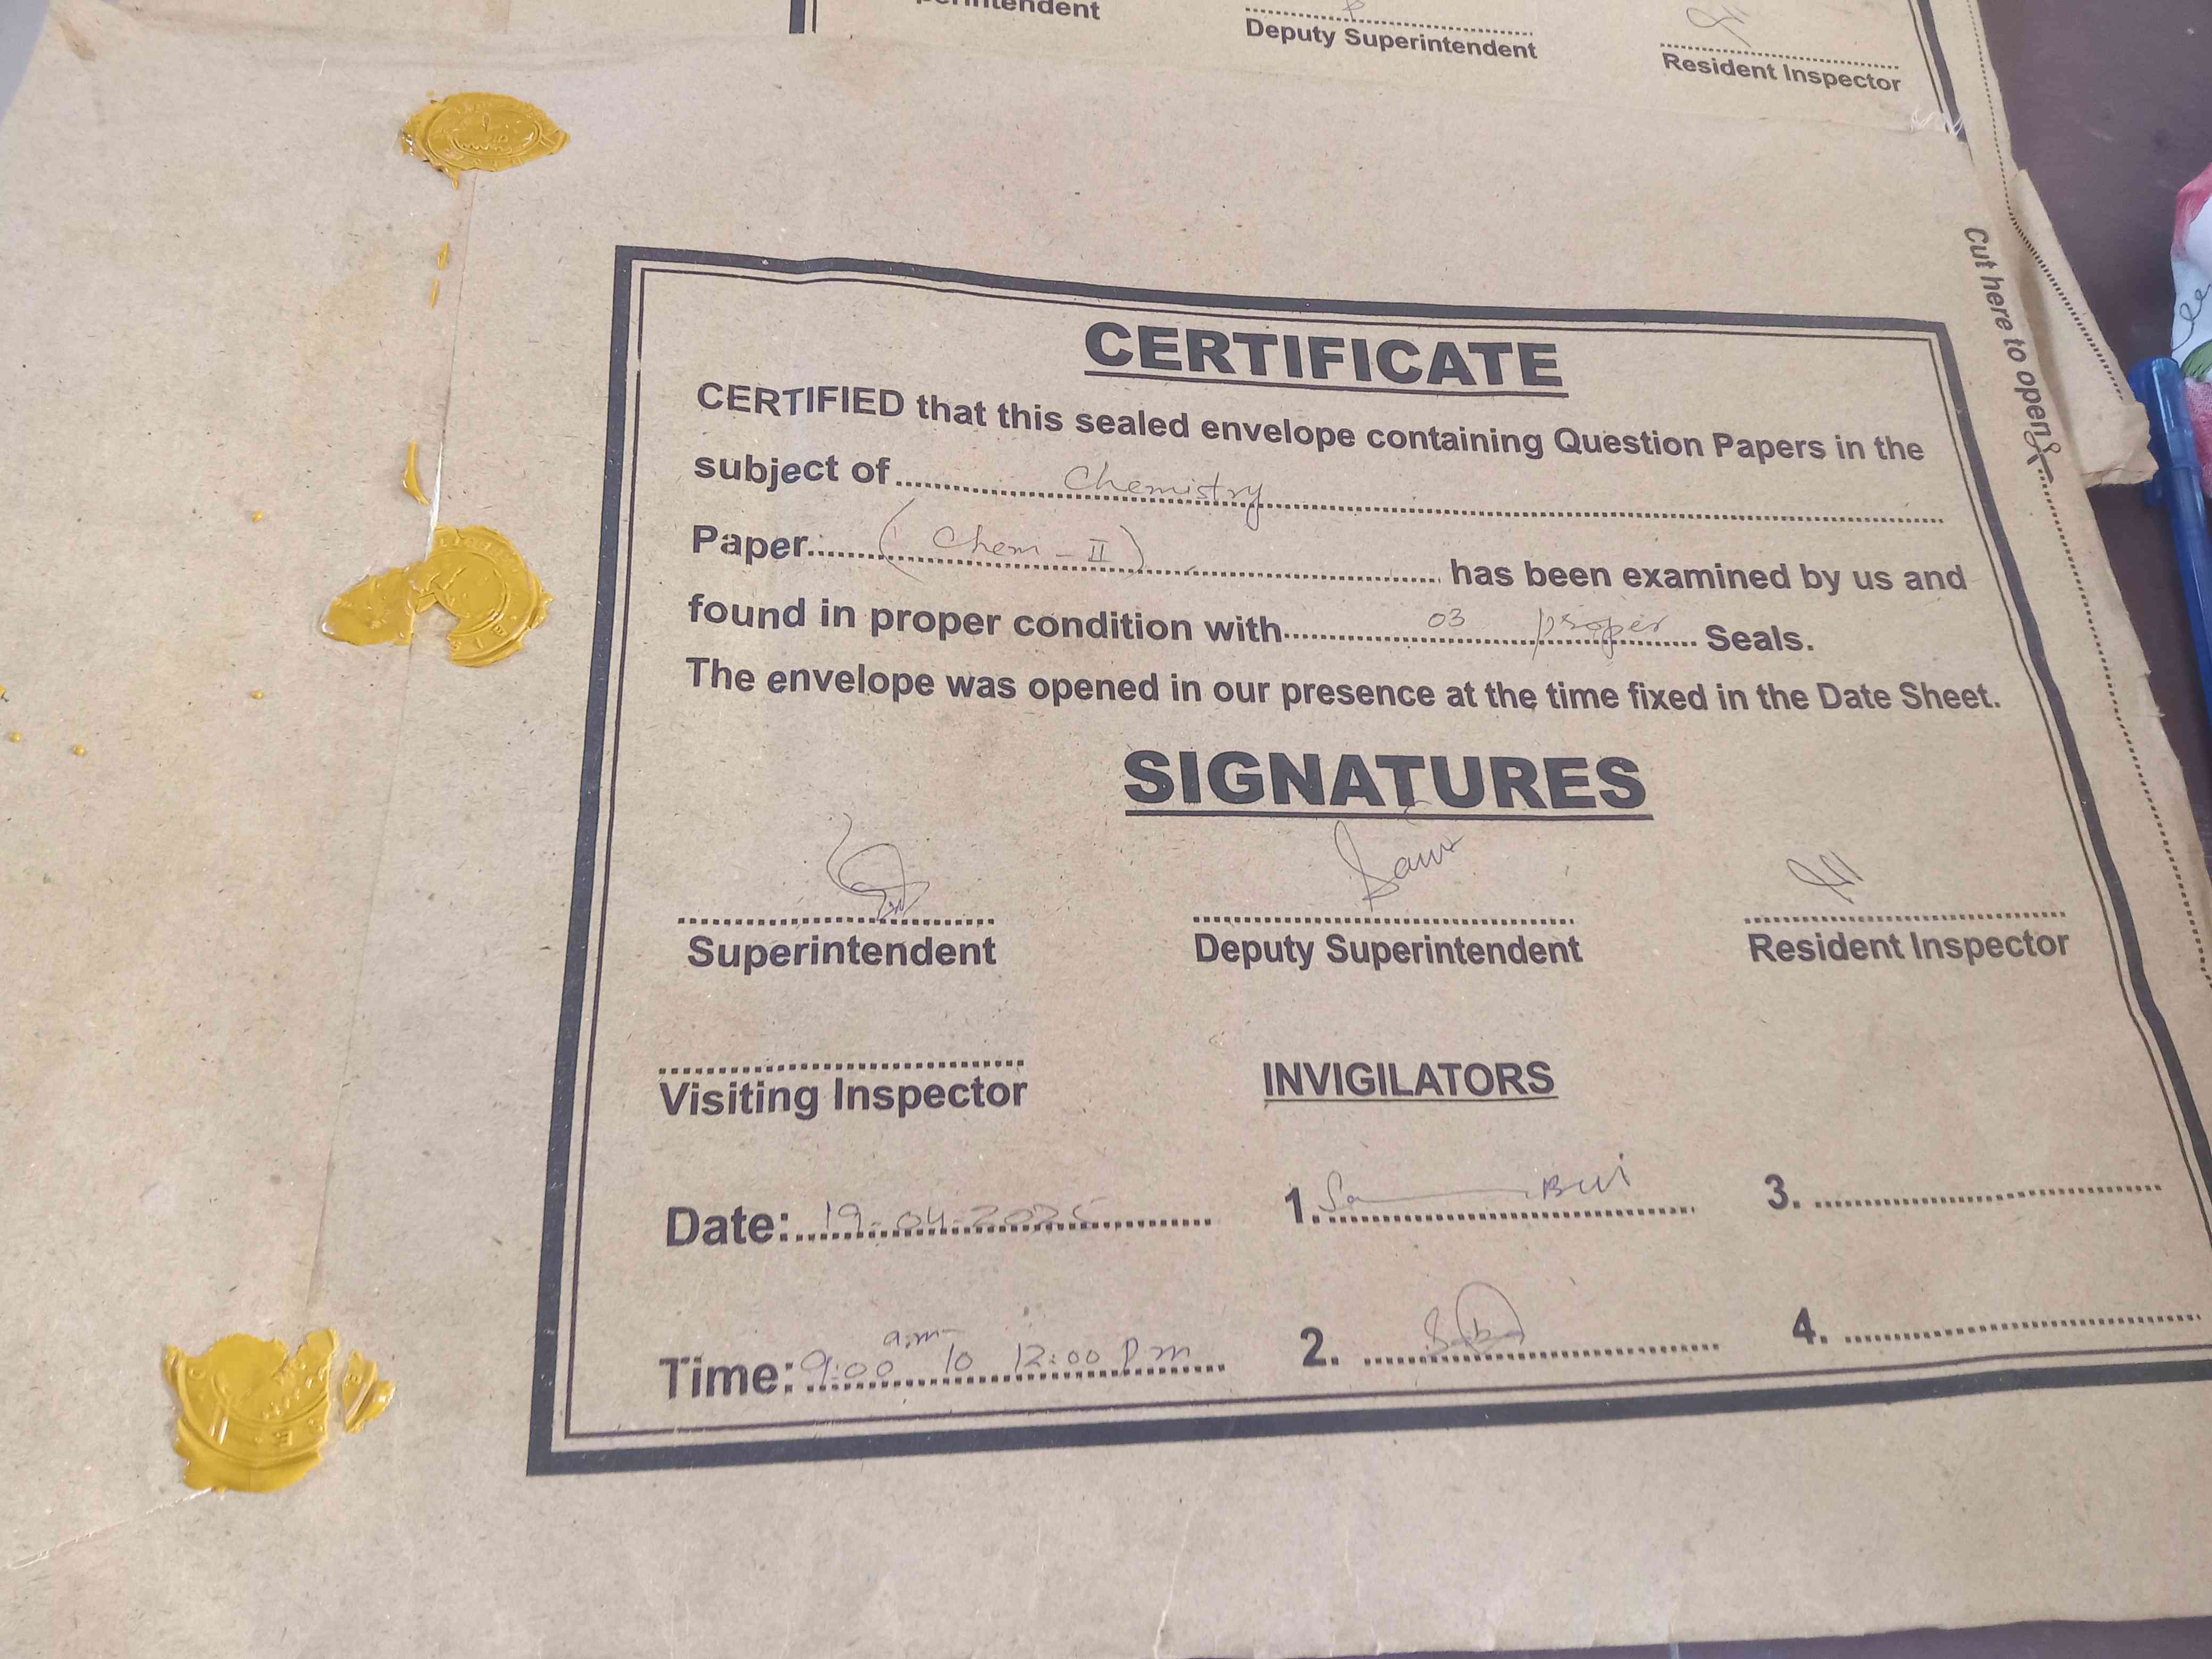 Deputy Superintendent
Resident Inspector
Cut here to open
CERTIFICATE
CERTIFIED that this sealed envelope containing Question Papers in the
subject of Chemistry
Paper (Chem - II) has been examined by us and
found in proper condition with 03 proper Seals.
The envelope was opened in our presence at the time fixed in the Date Sheet.
SIGNATURES
Superintendent Deputy Superintendent Resident Inspector
Visiting Inspector INVIGILATORS
Date: 19-04-2025 1. 3.
Time: 9:00 a.m to 12:00 Pm 2. 4.